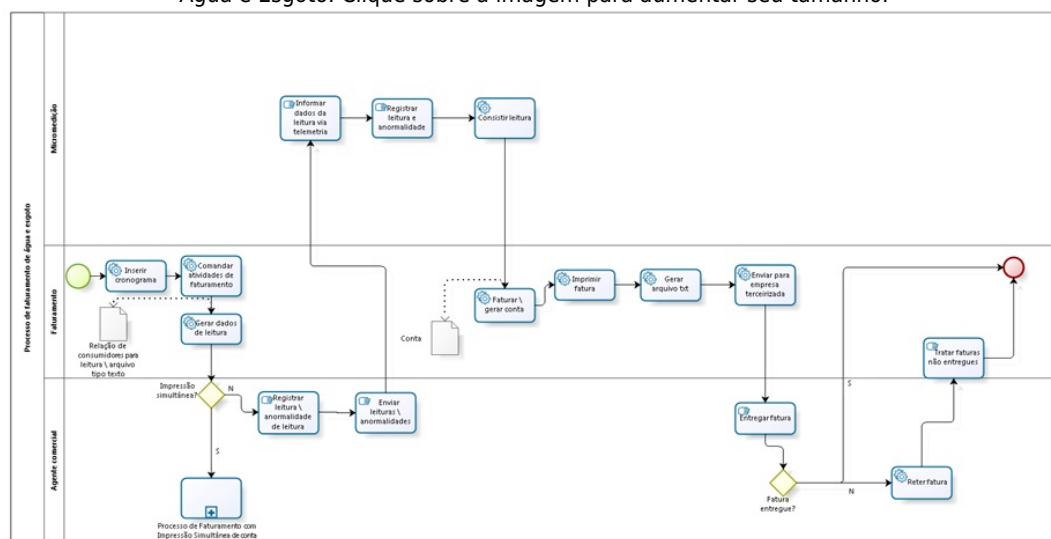 Água e Esgoto. Clique sobre a imagem para aumentar seu tamanho.
Processo de faturamento de água e esgoto
Micromedição
Informar
dados da
leitura via
telemetria
Registrar
leitura e
anormalidade
Consistir leitura
Faturamento
Inserir
cronograma
Comandar
atividades de
faturamento
Relação de
consumidores para
leitura \ arquivo
tipo texto
Gerar dados
de leitura
Conta
Faturar \
gerar conta
Imprimir
fatura
Gerar
arquivo txt
Enviar para
empresa
terceirizada
Tratar faturas
não entregues
Agente comercial
Impressão
simultânea?
N
S
Registrar
leitura \
anormalidade
de leitura
Enviar
leituras \
anormalidades
Processo de Faturamento com
Impressão Simultânea de conta
Entregar fatura
Fatura
entregue?
S
N
Reter fatura